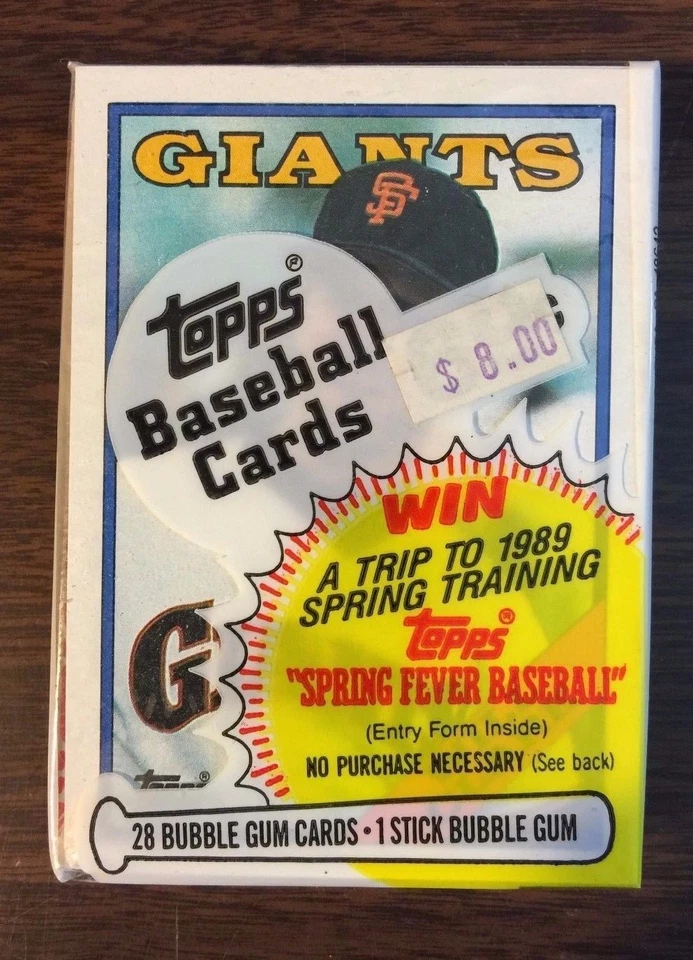 GIANTS
SF
Topps®
Baseball
Cards
$ 8.00
WIN
A TRIP TO 1989
SPRING TRAINING
Topps®
"SPRING FEVER BASEBALL"
(Entry Form Inside)
NO PURCHASE NECESSARY (See back)
G
Topps®
28 BUBBLE GUM CARDS • 1 STICK BUBBLE GUM